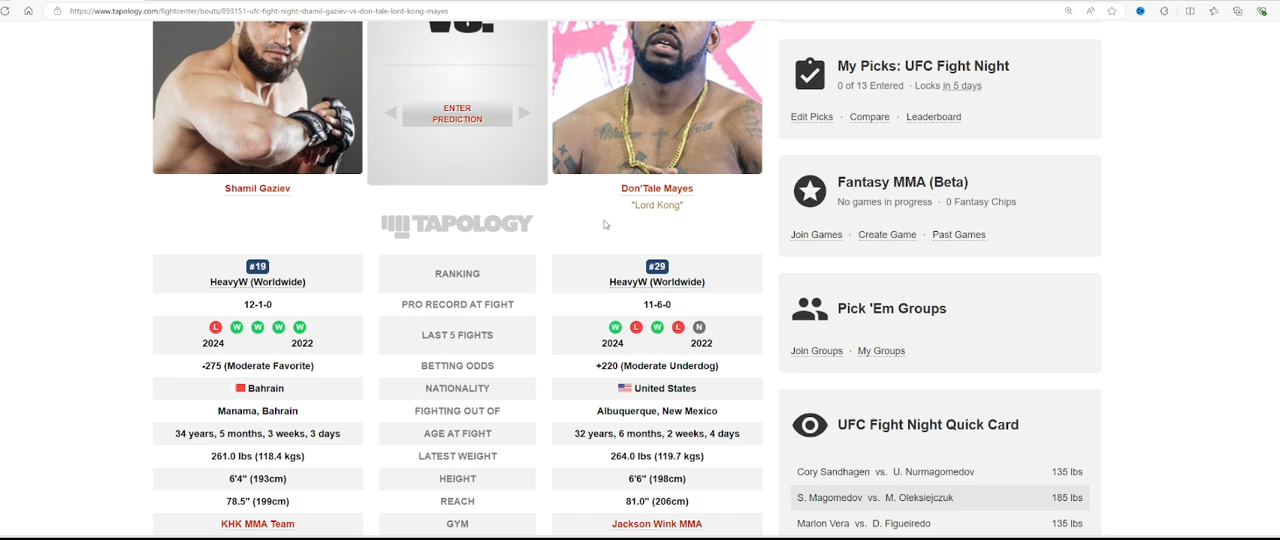 https://www.tapology.com/fightcenter/bouts/893151-ufc-fight-night-shamil-gaziev-vs-don-tale-lord-kong-mayes
VS.
ENTER
PREDICTION
Shamil Gaziev
Don'Tale Mayes
"Lord Kong"
TAPOLOGY
#19
HeavyW (Worldwide)
RANKING
#29
HeavyW (Worldwide)
12-1-0
PRO RECORD AT FIGHT
11-6-0
L W W W W
2024 2022
LAST 5 FIGHTS
W L W L N
2024 2022
-275 (Moderate Favorite)
BETTING ODDS
+220 (Moderate Underdog)
Bahrain
NATIONALITY
United States
Manama, Bahrain
FIGHTING OUT OF
Albuquerque, New Mexico
34 years, 5 months, 3 weeks, 3 days
AGE AT FIGHT
32 years, 6 months, 2 weeks, 4 days
261.0 lbs (118.4 kgs)
LATEST WEIGHT
264.0 lbs (119.7 kgs)
6'4" (193cm)
HEIGHT
6'6" (198cm)
78.5" (199cm)
REACH
81.0" (206cm)
KHK MMA Team
GYM
Jackson Wink MMA
My Picks: UFC Fight Night
0 of 13 Entered · Locks in 5 days
Edit Picks · Compare · Leaderboard
Fantasy MMA (Beta)
No games in progress · 0 Fantasy Chips
Join Games · Create Game · Past Games
Pick 'Em Groups
Join Groups · My Groups
UFC Fight Night Quick Card
Cory Sandhagen vs. U. Nurmagomedov 135 lbs
S. Magomedov vs. M. Oleksiejczuk 185 lbs
Marlon Vera vs. D. Figueiredo 135 lbs